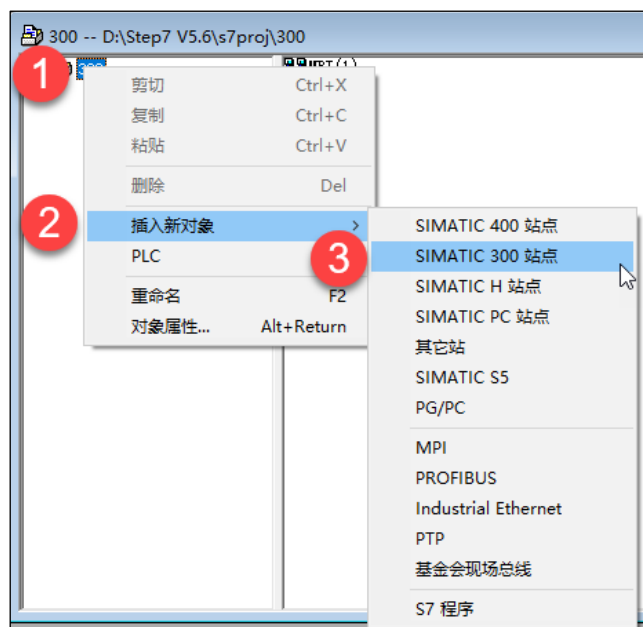 300 -- D:\Step7 V5.6\s7proj\300
1
300
MPI(1)
剪切 Ctrl+X
复制 Ctrl+C
粘贴 Ctrl+V
删除 Del
2
插入新对象 >
3
PLC
重命名 F2
对象属性... Alt+Return
SIMATIC 400 站点
SIMATIC 300 站点
SIMATIC H 站点
SIMATIC PC 站点
其它站
SIMATIC S5
PG/PC
MPI
PROFIBUS
Industrial Ethernet
PTP
基金会现场总线
S7 程序